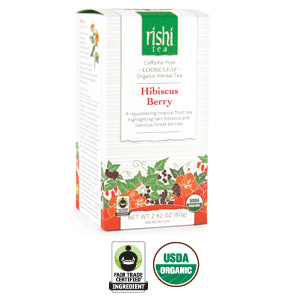 rishi
tea
Caffeine-Free
LOOSE LEAF
Organic Herbal Tea
Hibiscus
Berry
A rejuvenating tropical fruit tea
highlighting tart hibiscus and
luscious forest berries.
NET WT 2.82 OZ (80g)
FAIR TRADE
CERTIFIED
INGREDIENT
USDA
ORGANIC